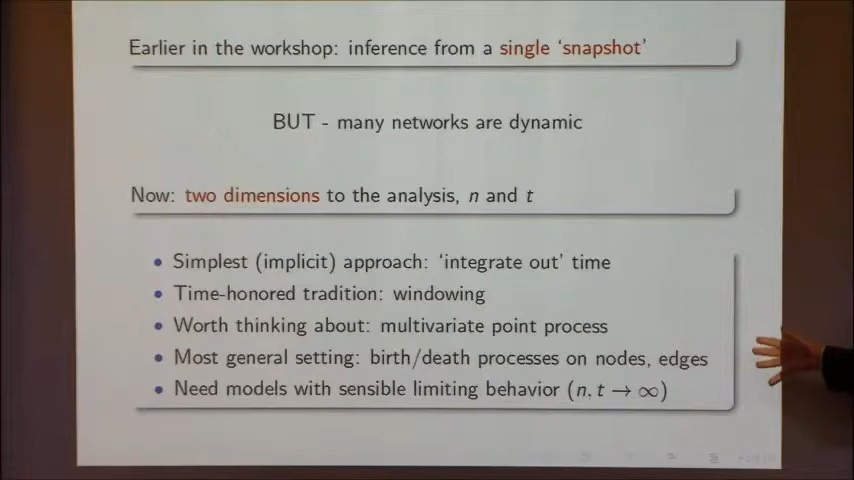 Earlier in the workshop: inference from a single ‘snapshot’
BUT - many networks are dynamic
Now: two dimensions to the analysis, n and t
• Simplest (implicit) approach: ‘integrate out’ time
• Time-honored tradition: windowing
• Worth thinking about: multivariate point process
• Most general setting: birth/death processes on nodes, edges
• Need models with sensible limiting behavior (n, t → ∞)